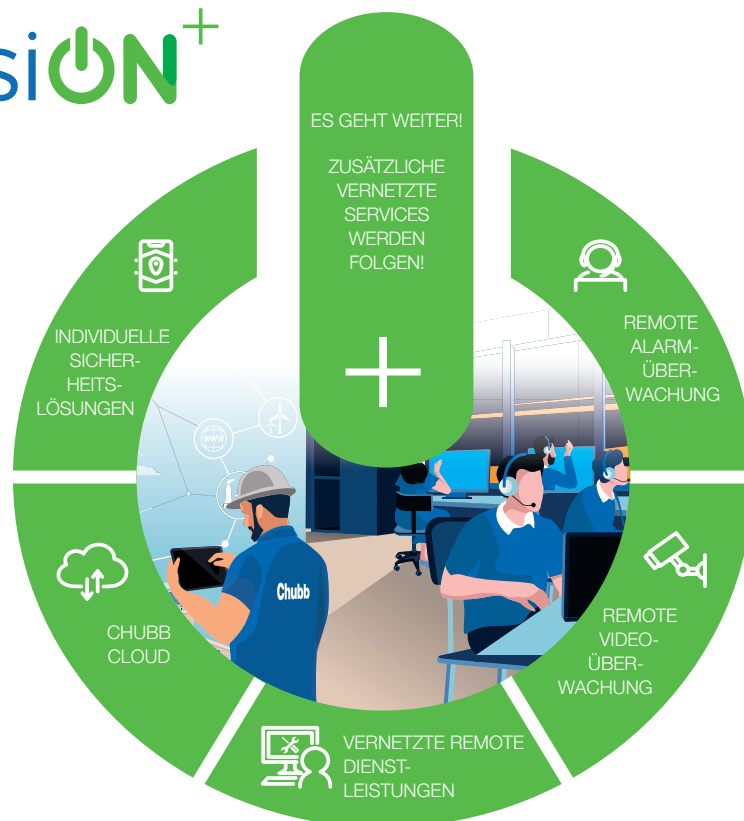 siON+
ES GEHT WEITER!
ZUSÄTZLICHE
VERNETZTE
SERVICES
WERDEN
FOLGEN!
INDIVIDUELLE
SICHER-
HEITS-
LÖSUNGEN
REMOTE
ALARM-
ÜBER-
WACHUNG
WWW
Chubb
CHUBB
CLOUD
REMOTE
VIDEO-
ÜBER-
WACHUNG
VERNETZTE REMOTE
DIENST-
LEISTUNGEN